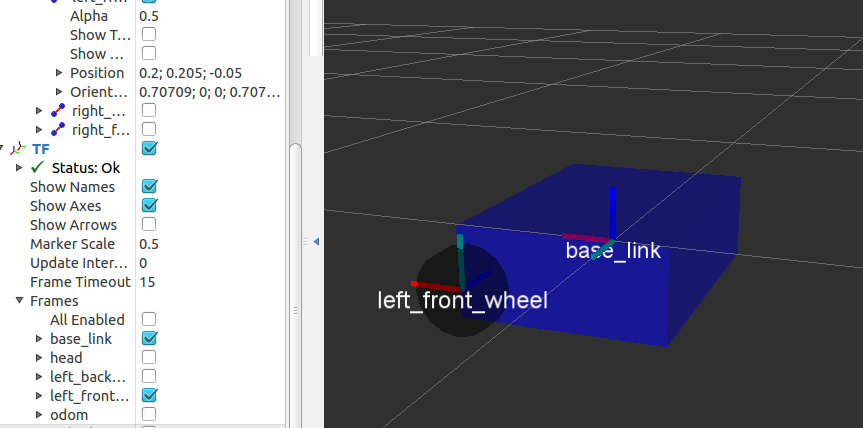 Alpha 0.5
Show T...
Show ...
Position 0.2; 0.205; -0.05
Orient... 0.70709; 0; 0; 0.707...
right_...
right_f...
TF
Status: Ok
Show Names
Show Axes
Show Arrows
Marker Scale 0.5
Update Inter... 0
Frame Timeout 15
Frames
All Enabled
base_link
head
left_back...
left_front...
odom
base_link
left_front_wheel